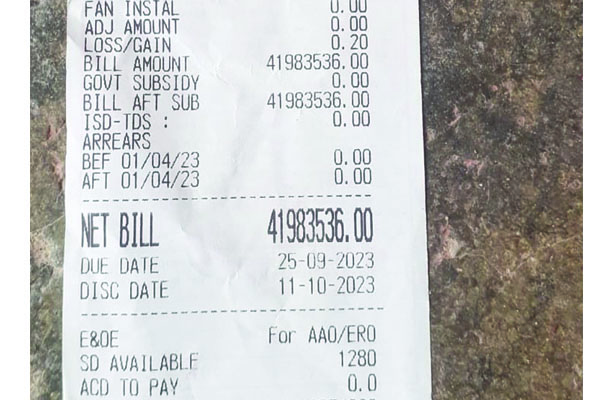 FAN INSTAL 0.00
ADJ AMOUNT 0.00
LOSS/GAIN 0.20
BILL AMOUNT 41983536.00
GOVT SUBSIDY 0.00
BILL AFT SUB 41983536.00
ISD-TDS : 0.00
ARREARS
BEF 01/04/23 0.00
AFT 01/04/23 0.00
NET BILL 41983536.00
DUE DATE 25-09-2023
DISC DATE 11-10-2023
E&OE For AAO/ERO
SD AVAILABLE 1280
ACD TO PAY 0.0